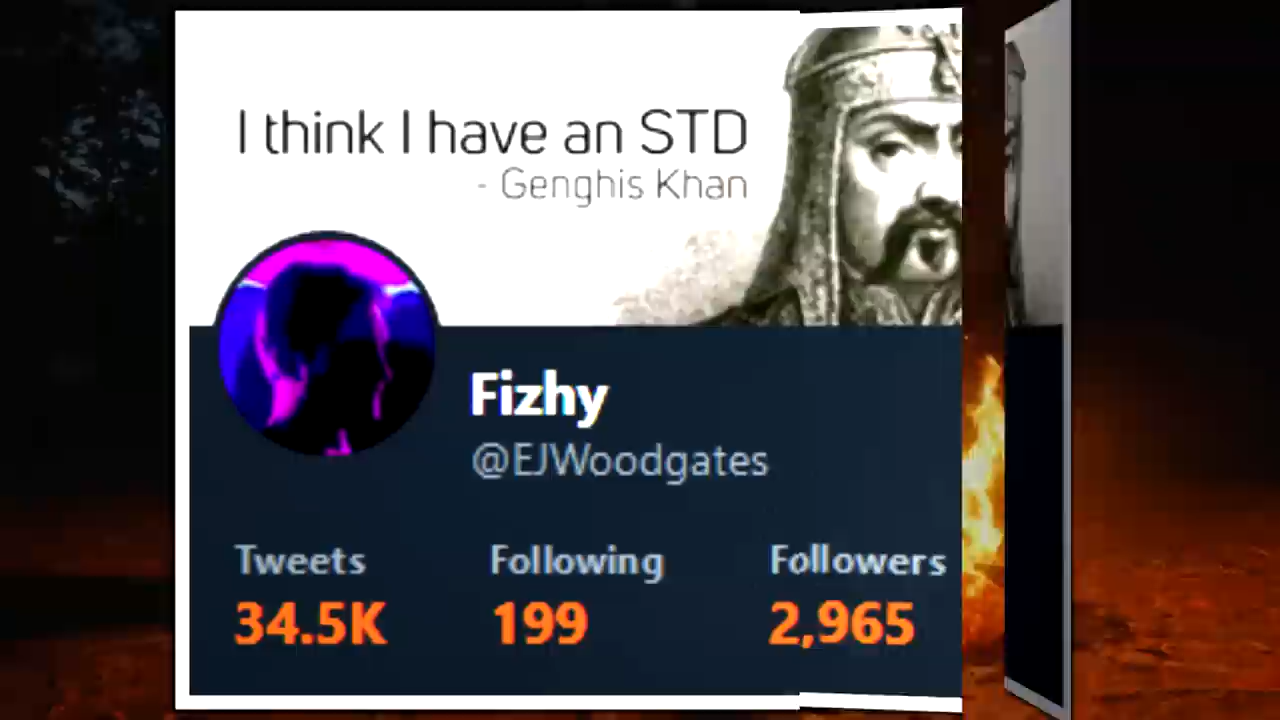 I think I have an STD
- Genghis Khan
Fizhy
@EJWoodgates
Tweets Following Followers
34.5K 199 2,965